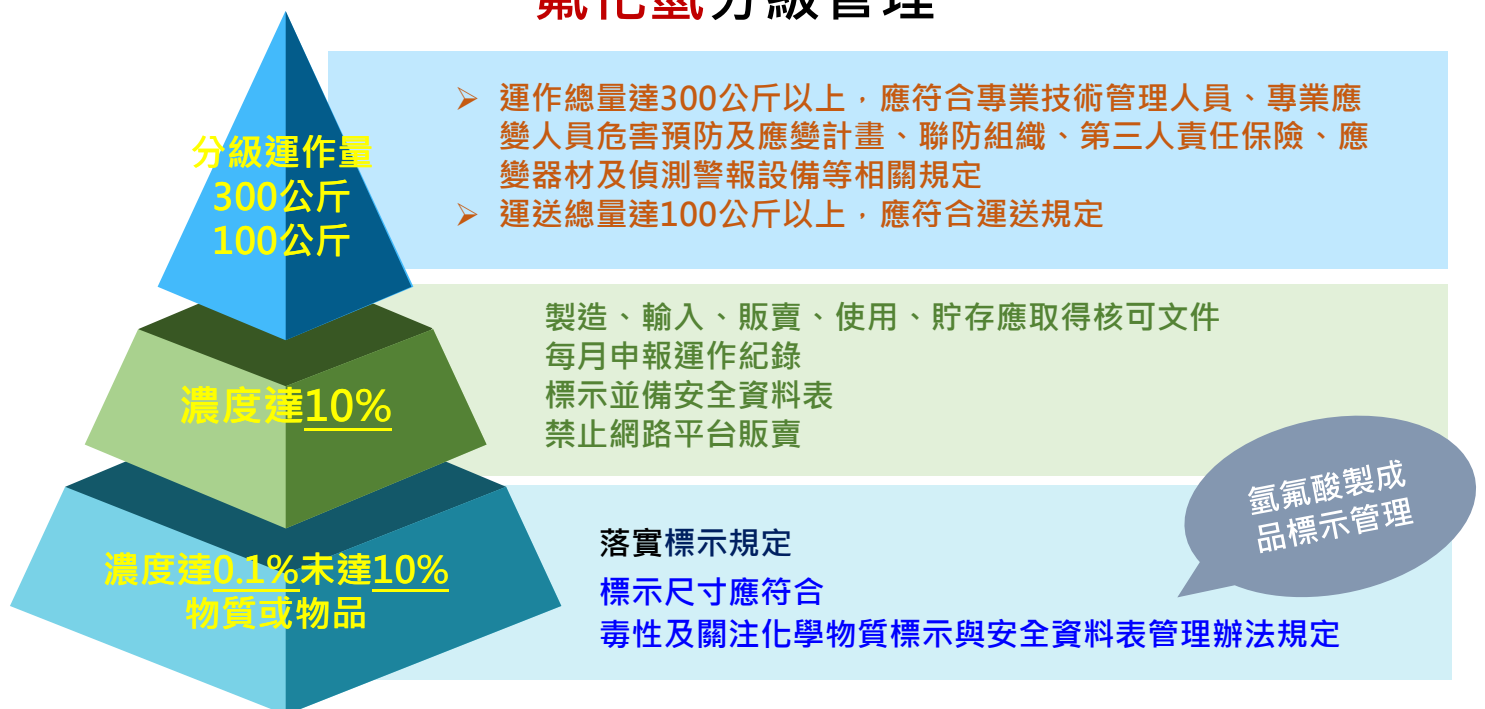 氟化氫分級管理
分級運作量
300公斤
100公斤
➢ 運作總量達300公斤以上，應符合專業技術管理人員、專業應
變人員危害預防及應變計畫、聯防組織、第三人責任保險、應
變器材及偵測警報設備等相關規定
➢ 運送總量達100公斤以上，應符合運送規定
濃度達10%
製造、輸入、販賣、使用、貯存應取得核可文件
每月申報運作紀錄
標示並備安全資料表
禁止網路平台販賣
氫氟酸製成
品標示管理
濃度達0.1%未達10%
物質或物品
落實標示規定
標示尺寸應符合
毒性及關注化學物質標示與安全資料表管理辦法規定